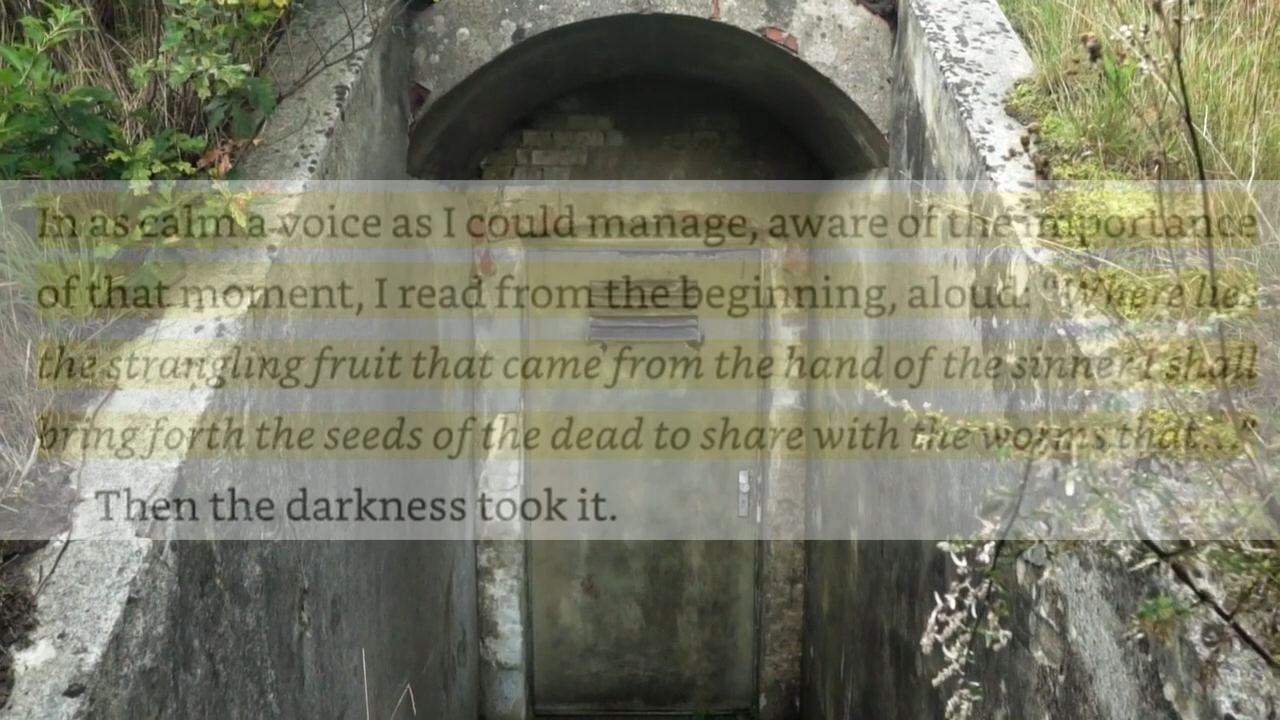 In as calm a voice as I could manage, aware of the importance
of that moment, I read from the beginning, aloud: "Where lies
the strangling fruit that came from the hand of the sinner I shall
bring forth the seeds of the dead to share with the worms that..."
Then the darkness took it.